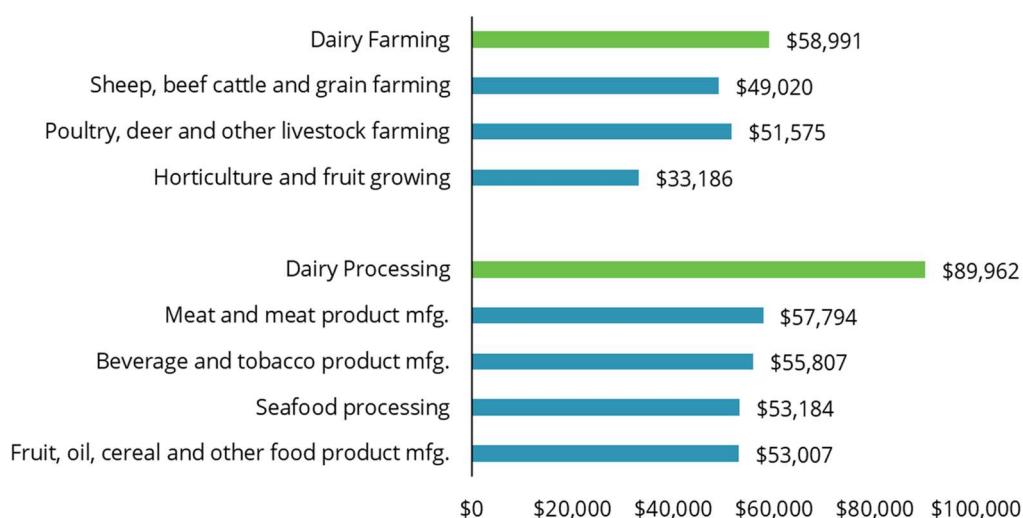 Dairy Farming $58,991
Sheep, beef cattle and grain farming $49,020
Poultry, deer and other livestock farming $51,575
Horticulture and fruit growing $33,186
Dairy Processing $89,962
Meat and meat product mfg. $57,794
Beverage and tobacco product mfg. $55,807
Seafood processing $53,184
Fruit, oil, cereal and other food product mfg. $53,007
$0 $20,000 $40,000 $60,000 $80,000 $100,000